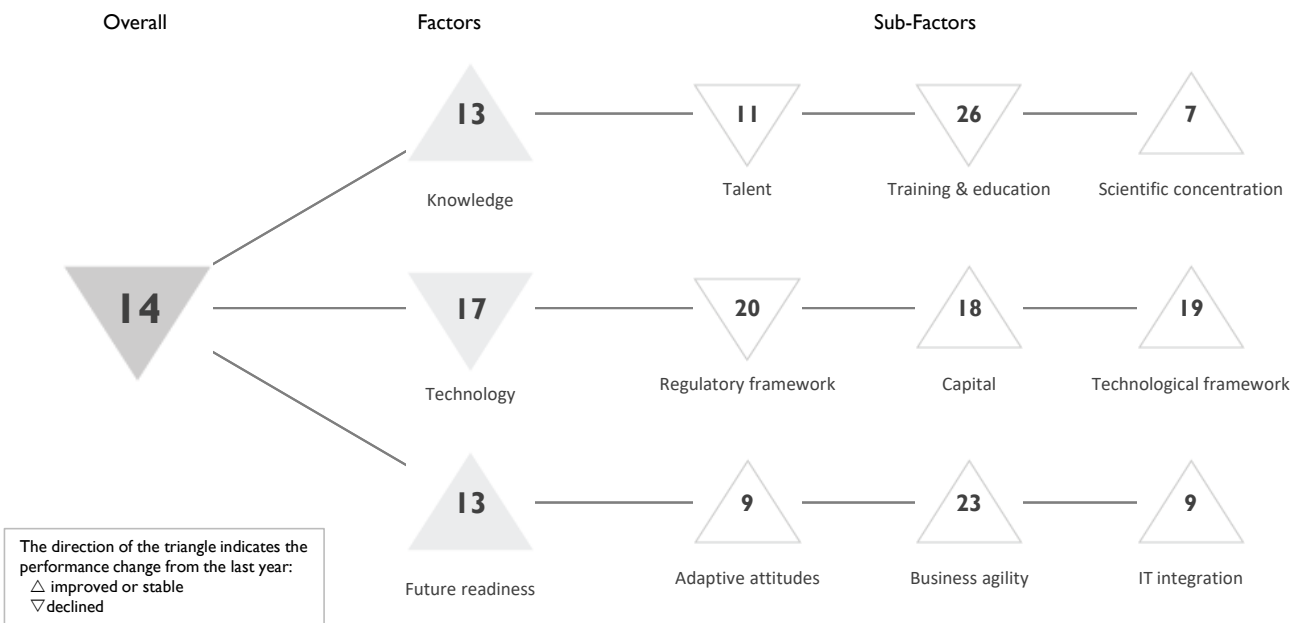 Overall
Factors
Sub-Factors
13
11
26
7
Knowledge
Talent
Training & education
Scientific concentration
14
17
20
18
19
Technology
Regulatory framework
Capital
Technological framework
13
9
23
9
Future readiness
Adaptive attitudes
Business agility
IT integration
The direction of the triangle indicates the
performance change from the last year:
△ improved or stable
▽ declined